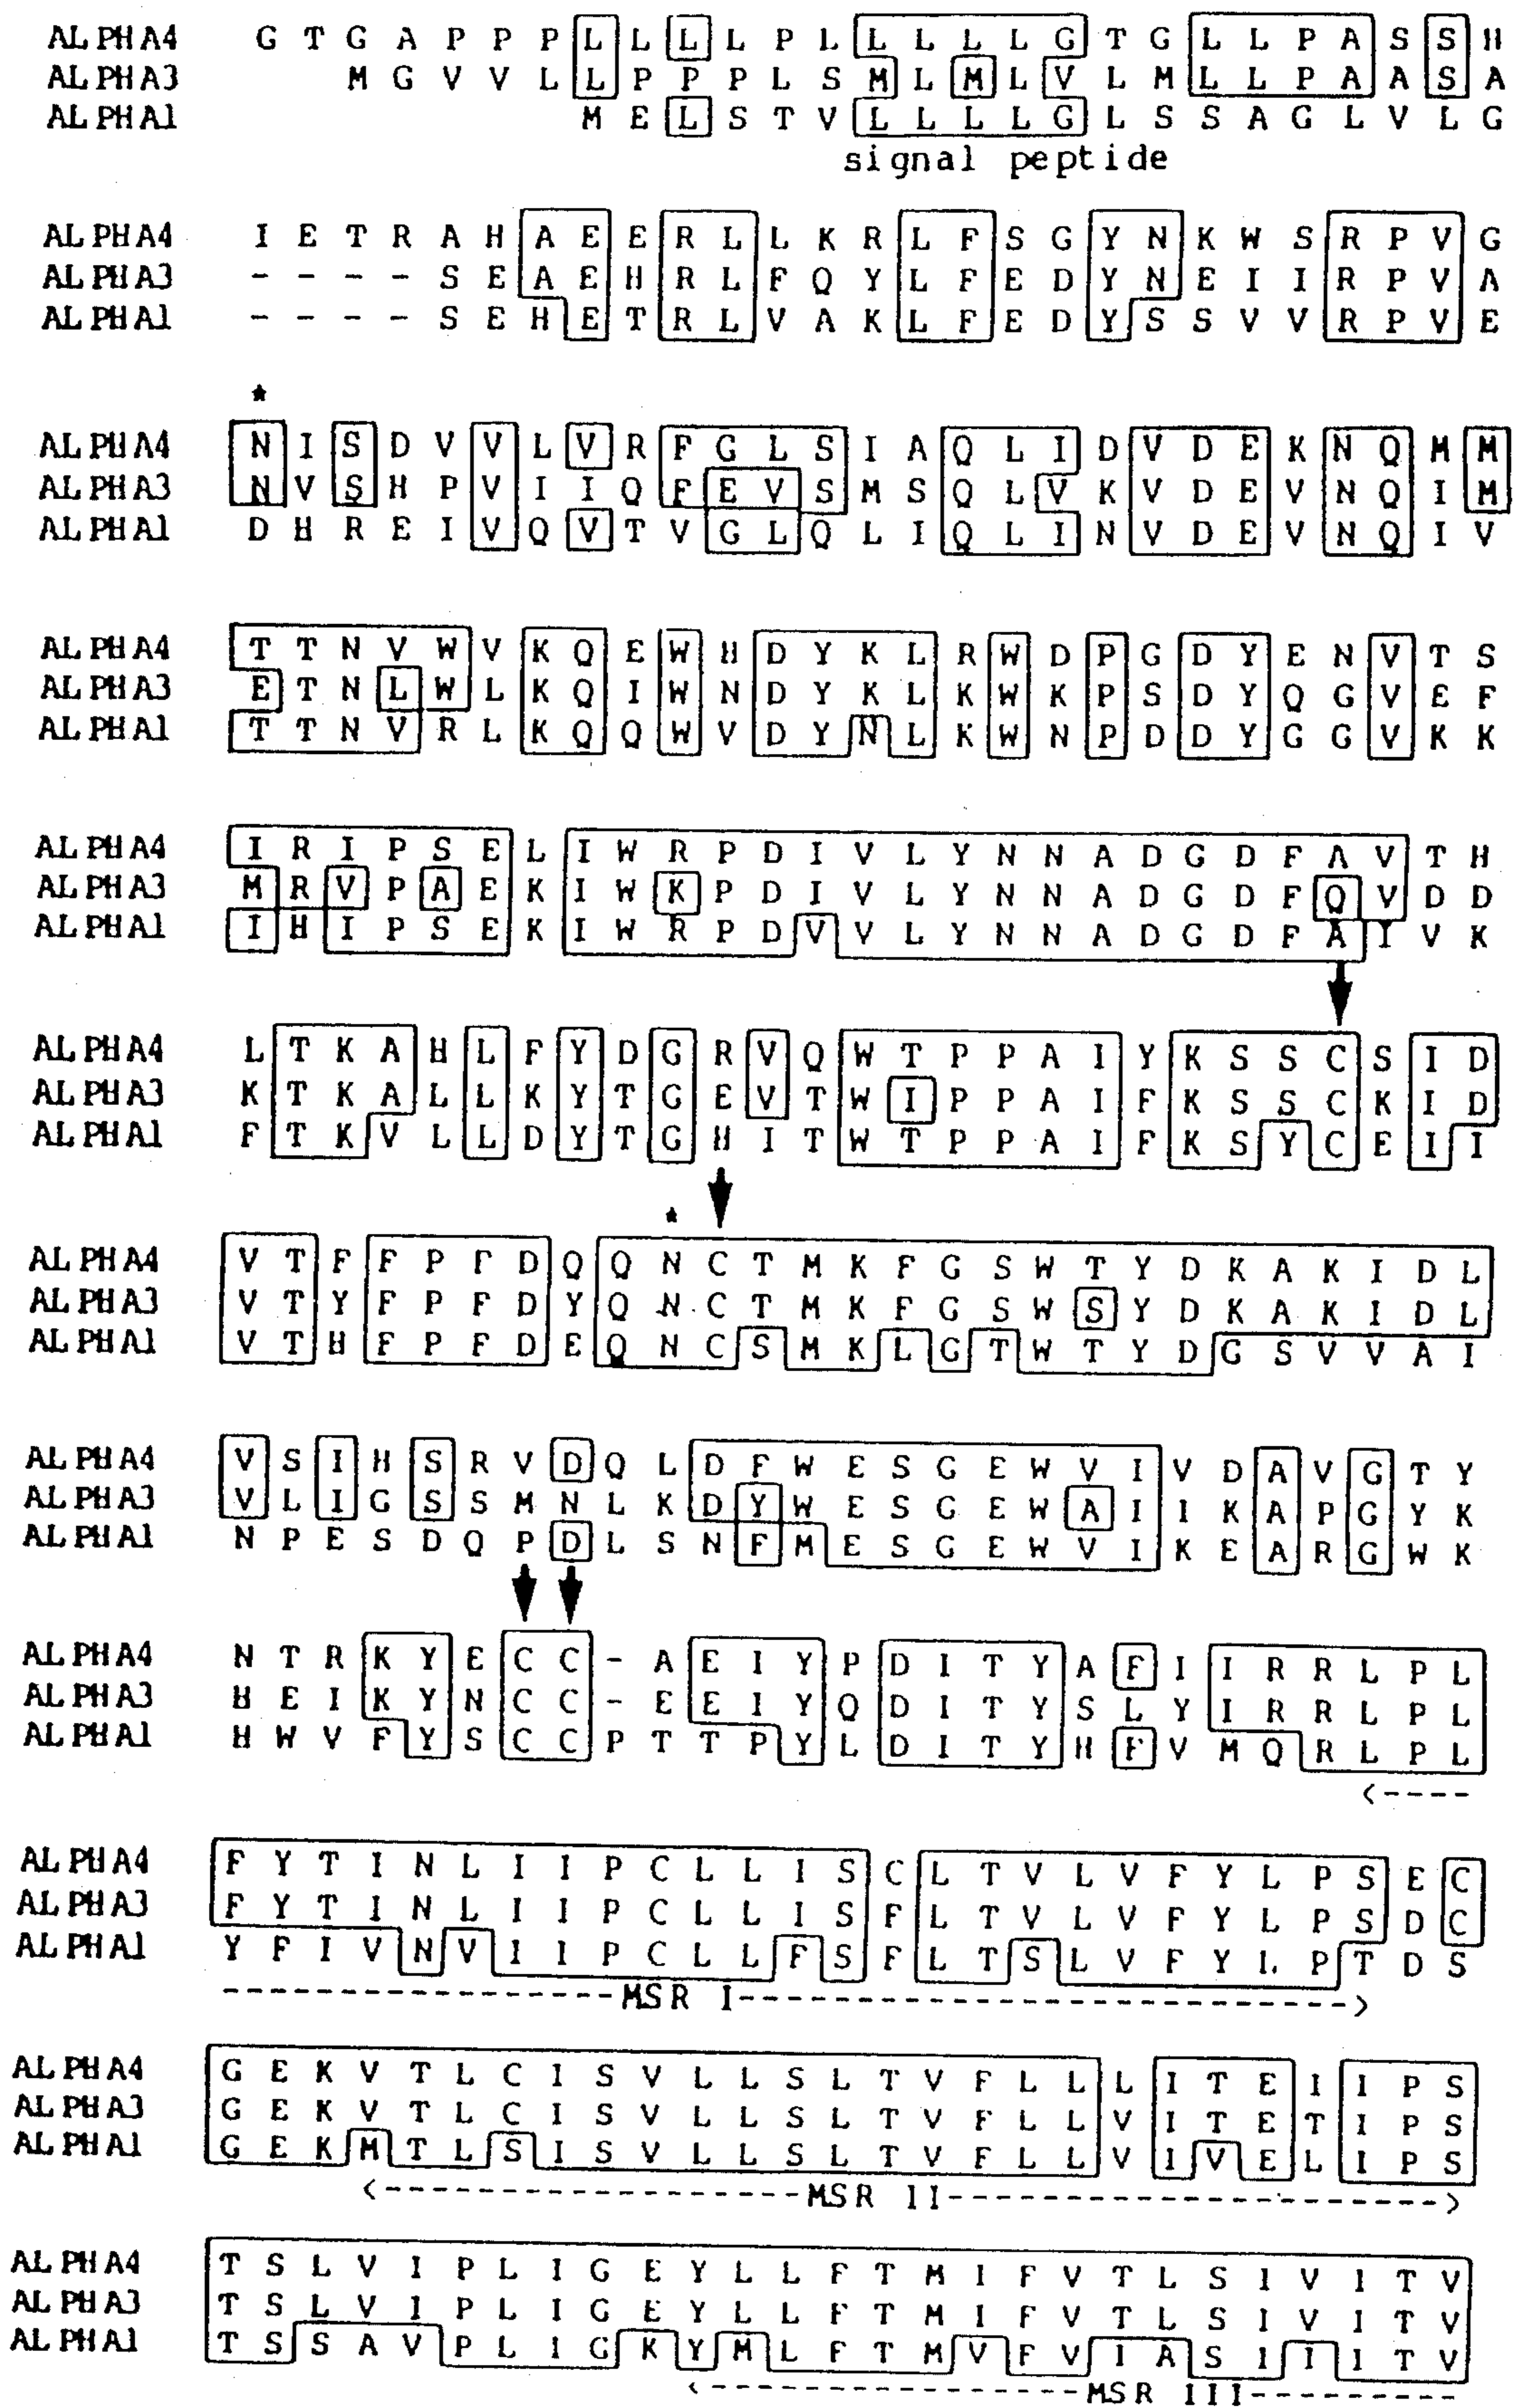 ALPHA4 G T G A P P P L L L L P L L L L L G T G L L P A S S H
ALPHA3 M G V V L L P P P L S M L M L V L M L L P A A S A
ALPHA1 M E L S T V L L L L G L S S A G L V L G
signal peptide
ALPHA4 I E T R A H A E E R L L K R L F S G Y N K W S R P V G
ALPHA3 - - - - S E A E H R L F Q Y L F E D Y N E I I R P V A
ALPHA1 - - - - S E H E T R L V A K L F E D Y S S V V R P V E
*
ALPHA4 N I S D V V L V R F G L S I A Q L I D V D E K N Q M M
ALPHA3 N V S H P V I I Q F E V S M S Q L V K V D E V N Q I M
ALPHA1 D H R E I V Q V T V G L Q L I Q L I N V D E V N Q I V
ALPHA4 T T N V W V K Q E W H D Y K L R W D P G D Y E N V T S
ALPHA3 E T N L W L K Q I W N D Y K L K W K P S D Y Q G V E F
ALPHA1 T T N V R L K Q Q W V D Y N L K W N P D D Y G G V K K
ALPHA4 I R I P S E L I W R P D I V L Y N N A D G D F A V T H
ALPHA3 M R V P A E K I W K P D I V L Y N N A D G D F Q V D D
ALPHA1 I H I P S E K I W R P D V V L Y N N A D G D F A I V K
ALPHA4 L T K A H L F Y D G R V Q W T P P A I Y K S S C S I D
ALPHA3 K T K A L L K Y T G E V T W I P P A I F K S S C K I D
ALPHA1 F T K V L L D Y T G H I T W T P P A I F K S Y C E I I
*
ALPHA4 V T F F P F D Q Q N C T M K F G S W T Y D K A K I D L
ALPHA3 V T Y F P F D Y Q N C T M K F G S W S Y D K A K I D L
ALPHA1 V T H F P F D E Q N C S M K L G T W T Y D G S V V A I
ALPHA4 V S I H S R V D Q L D F W E S G E W V I V D A V G T Y
ALPHA3 V L I G S S M N L K D Y W E S G E W A I I K A P G Y K
ALPHA1 N P E S D Q P D L S N F M E S G E W V I K E A R G W K
ALPHA4 N T R K Y E C C - A E I Y P D I T Y A F I I R R L P L
ALPHA3 H E I K Y N C C - E E I Y Q D I T Y S L Y I R R L P L
ALPHA1 H W V F Y S C C P T T P Y L D I T Y H F V M Q R L P L
<----
ALPHA4 F Y T I N L I I P C L L I S C L T V L V F Y L P S E C
ALPHA3 F Y T I N L I I P C L L I S F L T V L V F Y L P S D C
ALPHA1 Y F I V N V I I P C L L F S F L T S L V F Y L P T D S
-----------------MSR I--------------------------->
ALPHA4 G E K V T L C I S V L L S L T V F L L L I T E I I P S
ALPHA3 G E K V T L C I S V L L S L T V F L L V I T E T I P S
ALPHA1 G E K M T L S I S V L L S L T V F L L V I V E L I P S
<------------------MSR II---------------------->
ALPHA4 T S L V I P L I G E Y L L F T M I F V T L S I V I T V
ALPHA3 T S L V I P L I G E Y L L F T M I F V T L S I V I T V
ALPHA1 T S S A V P L I G K Y M L F T M V F V I A S I I I T V
<-----------------MSR III----------